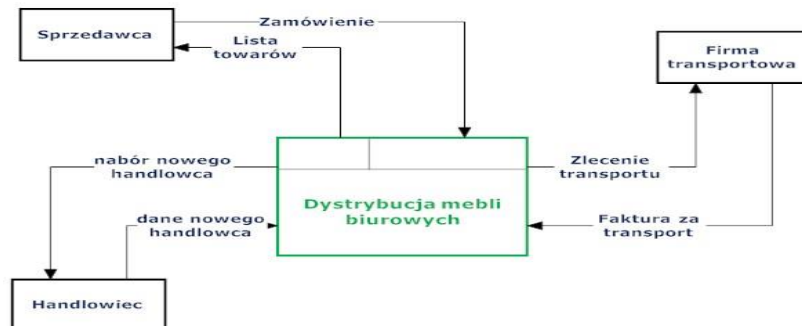 Sprzedawca
Zamówienie
Lista
towarów
Firma
transportowa
nabór nowego
handlowca
Zlecenie
transportu
Dystrybucja mebli
biurowych
dane nowego
handlowca
Faktura za
transport
Handlowiec